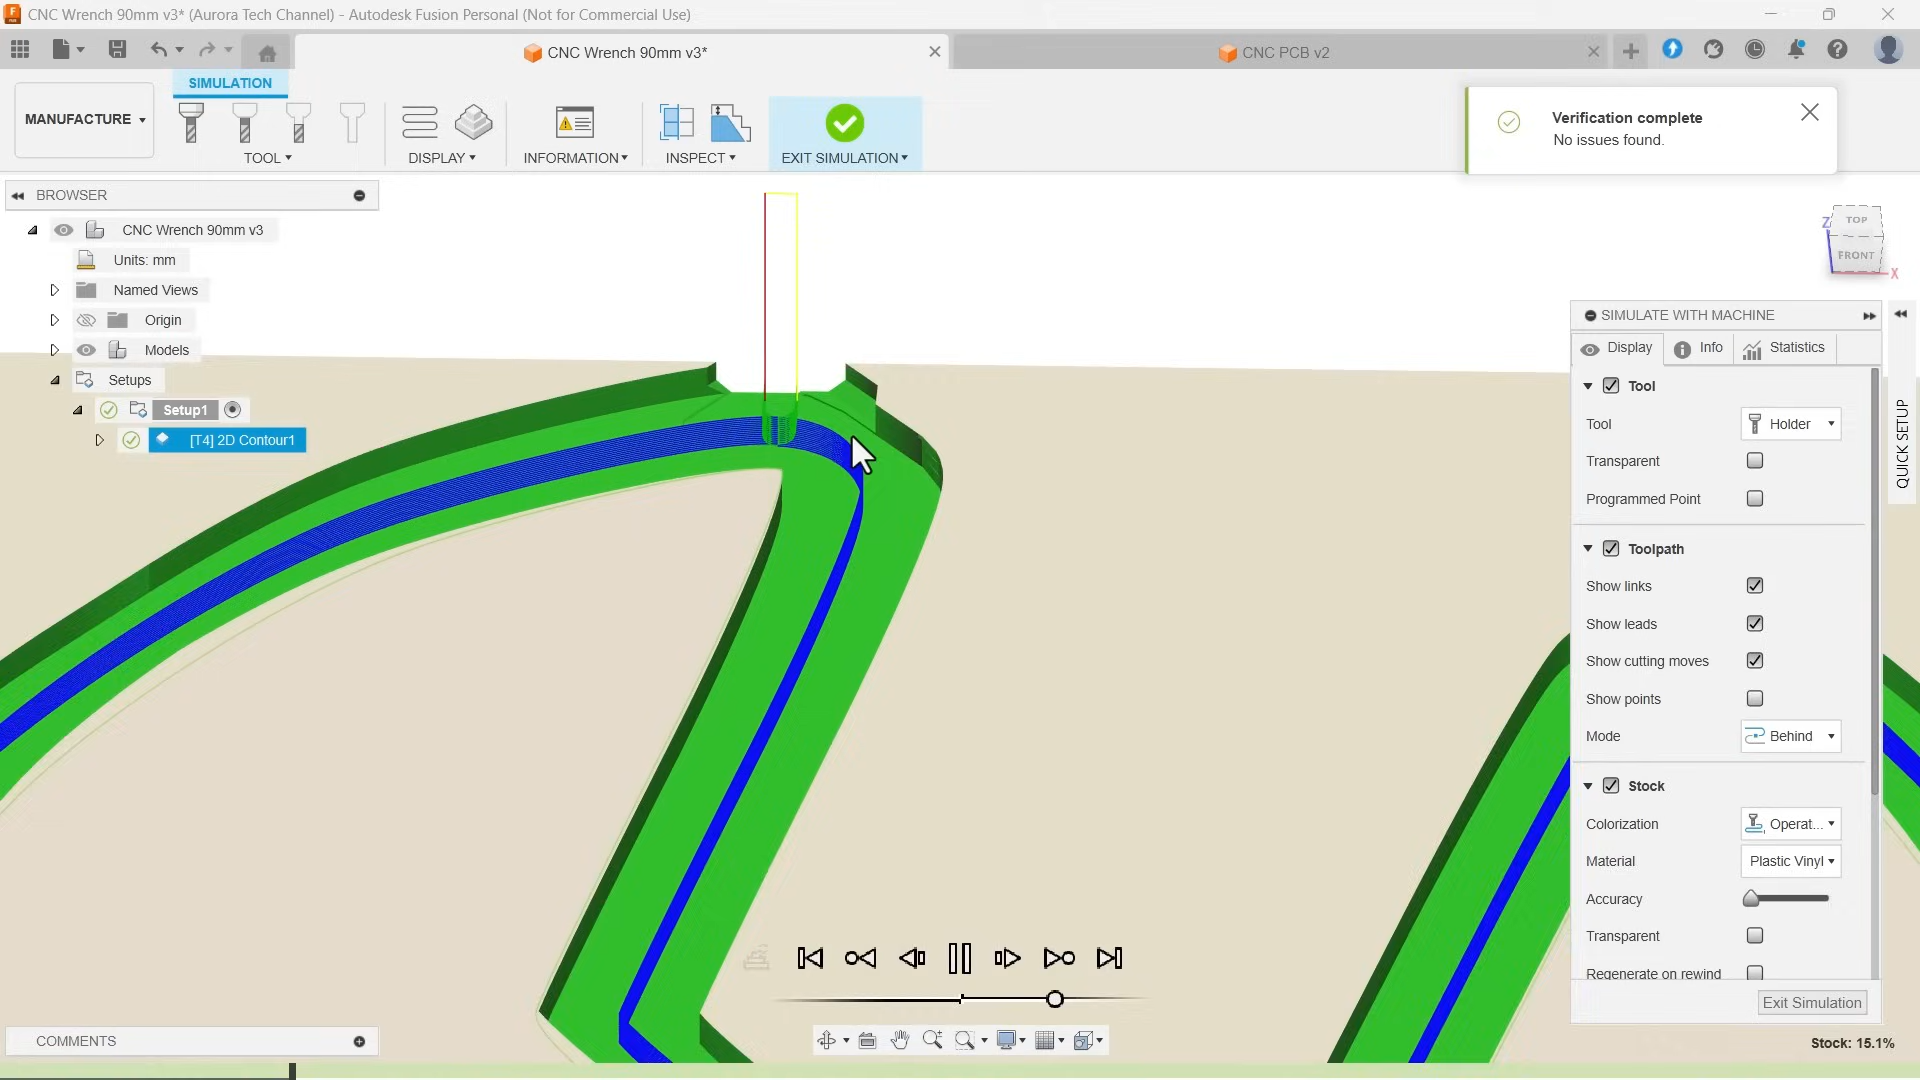 CNC Wrench 90mm v3* (Aurora Tech Channel) - Autodesk Fusion Personal (Not for Commercial Use)
CNC Wrench 90mm v3*
CNC PCB v2
SIMULATION
MANUFACTURE
TOOL
DISPLAY
INFORMATION
INSPECT
EXIT SIMULATION
Verification complete
No issues found.
BROWSER
CNC Wrench 90mm v3
Units: mm
Named Views
Origin
Models
Setups
Setup1
[T4] 2D Contour1
TOP
FRONT
Z
X
SIMULATE WITH MACHINE
Display
Info
Statistics
QUICK SETUP
Tool
Tool
Holder
Transparent
Programmed Point
Toolpath
Show links
Show leads
Show cutting moves
Show points
Mode
Behind
Stock
Colorization
Operat...
Material
Plastic Vinyl
Accuracy
Transparent
Regenerate on rewind
Exit Simulation
COMMENTS
Stock: 15.1%